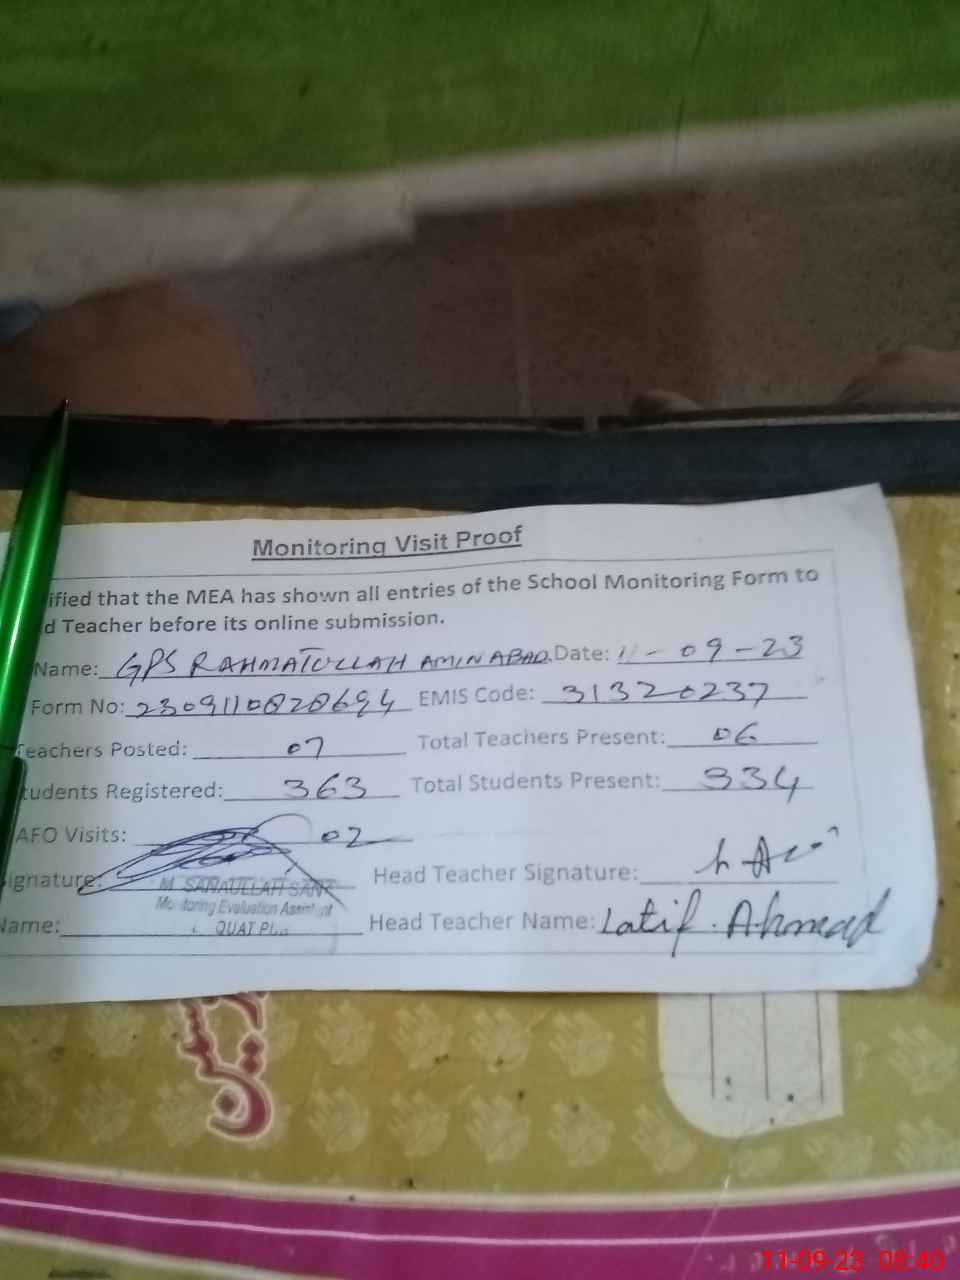 Monitoring Visit Proof
ified that the MEA has shown all entries of the School Monitoring Form to
d Teacher before its online submission.
Name: GPS RAHMATULLAH AMINABAD Date: 11-09-23
Form No: 2309110828694 EMIS Code: 31320237
Teachers Posted: 07 Total Teachers Present: 06
tudents Registered: 363 Total Students Present: 334
AFO Visits: 02
ignature: Head Teacher Signature:
M. SANAULLAH
Monitoring Evaluation Assistant
Name: Head Teacher Name: Latif. Ahmad
11-09-23 08:40